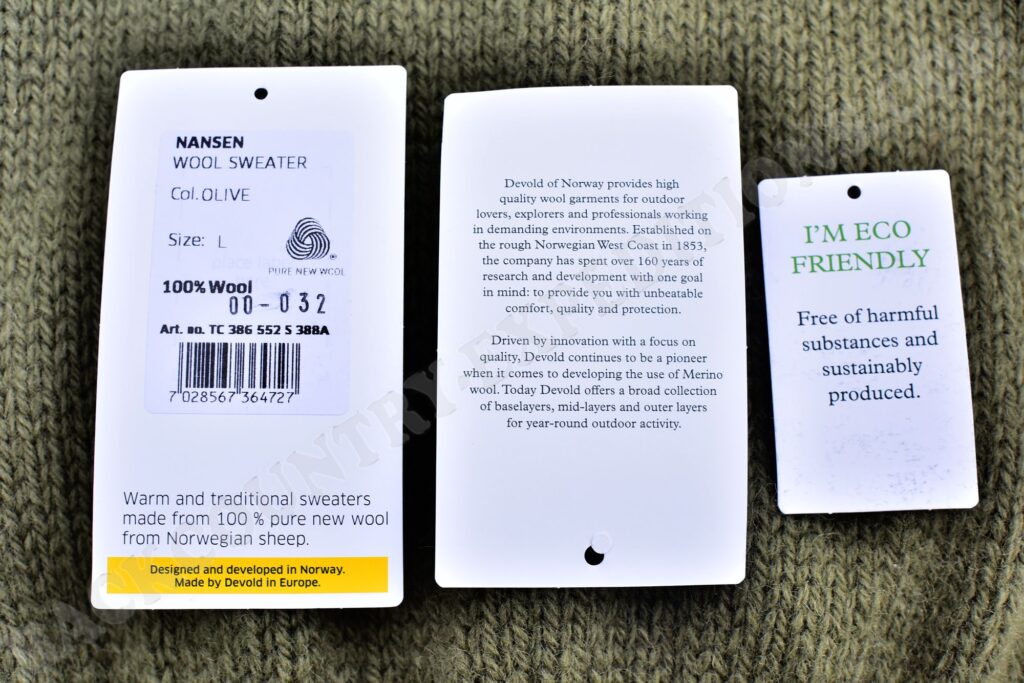 NANSEN
WOOL SWEATER
Col. OLIVE
Size: L
PURE NEW WOOL
100% Wool
00-032
Art. no. TC 386 552 S 388A
7 028567 364727
Warm and traditional sweaters
made from 100 % pure new wool
from Norwegian sheep.
Designed and developed in Norway.
Made by Devold in Europe.
Devold of Norway provides high
quality wool garments for outdoor
lovers, explorers and professionals working
in demanding environments. Established on
the rough Norwegian West Coast in 1853,
the company has spent over 160 years of
research and development with one goal
in mind: to provide you with unbeatable
comfort, quality and protection.
Driven by innovation with a focus on
quality, Devold continues to be a pioneer
when it comes to developing the use of Merino
wool. Today Devold offers a broad collection
of baselayers, mid-layers and outer layers
for year-round outdoor activity.
I'M ECO
FRIENDLY
Free of harmful
substances and
sustainably
produced.